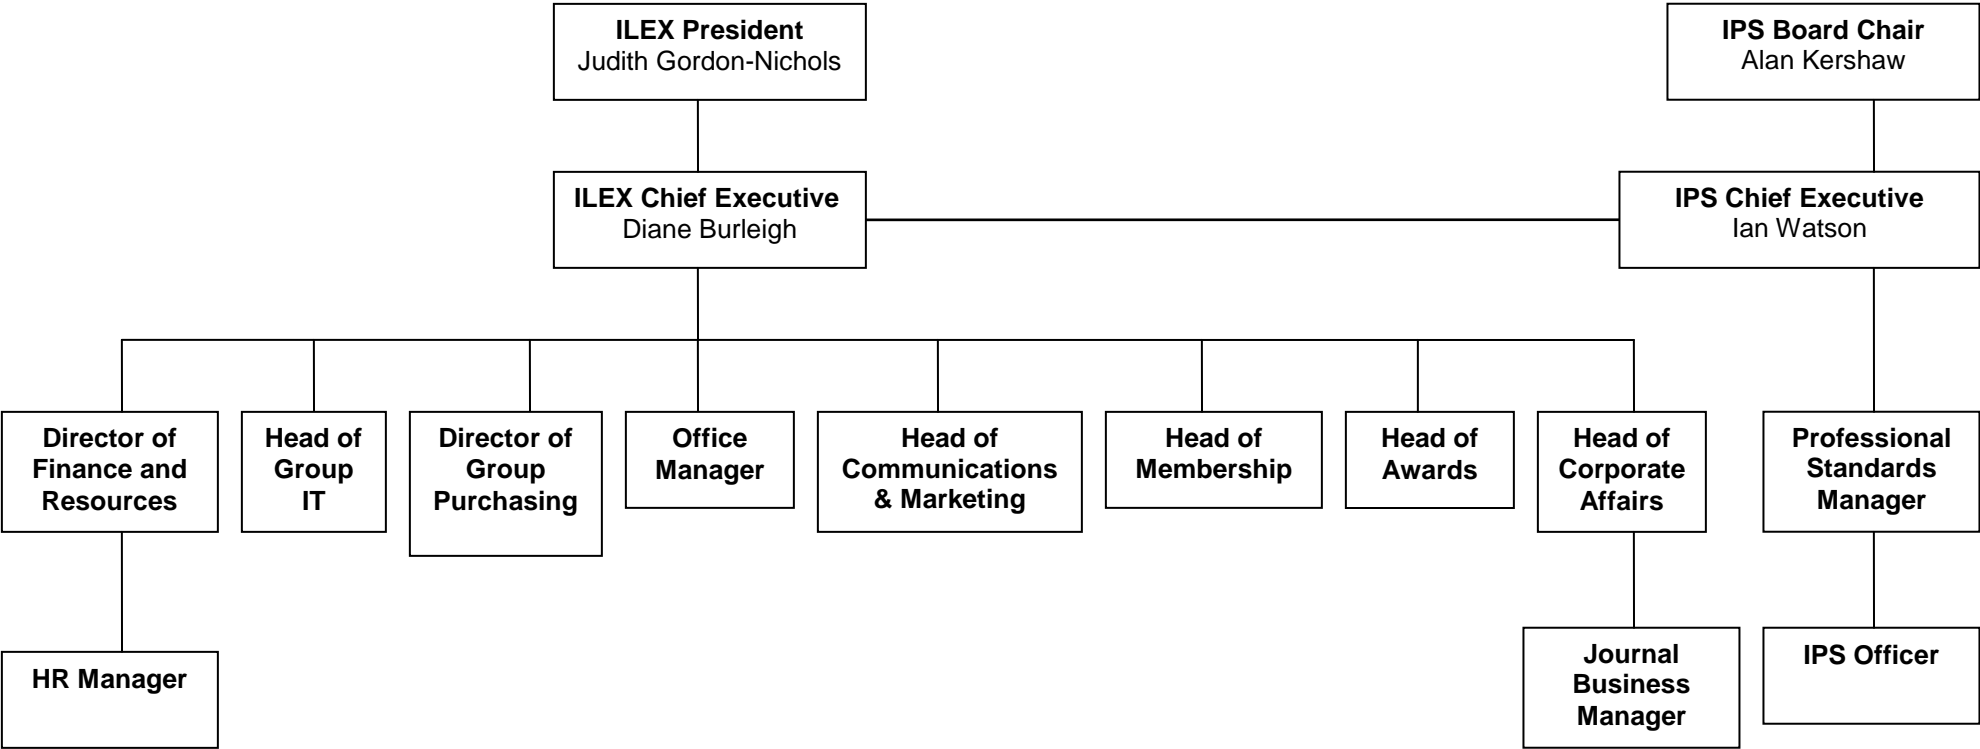 ILEX President
Judith Gordon-Nichols
IPS Board Chair
Alan Kershaw
ILEX Chief Executive
Diane Burleigh
IPS Chief Executive
Ian Watson
Director of
Finance and
Resources
Head of
Group
IT
Director of
Group
Purchasing
Office
Manager
Head of
Communications
& Marketing
Head of
Membership
Head of
Awards
Head of
Corporate
Affairs
Professional
Standards
Manager
HR Manager
Journal
Business
Manager
IPS Officer